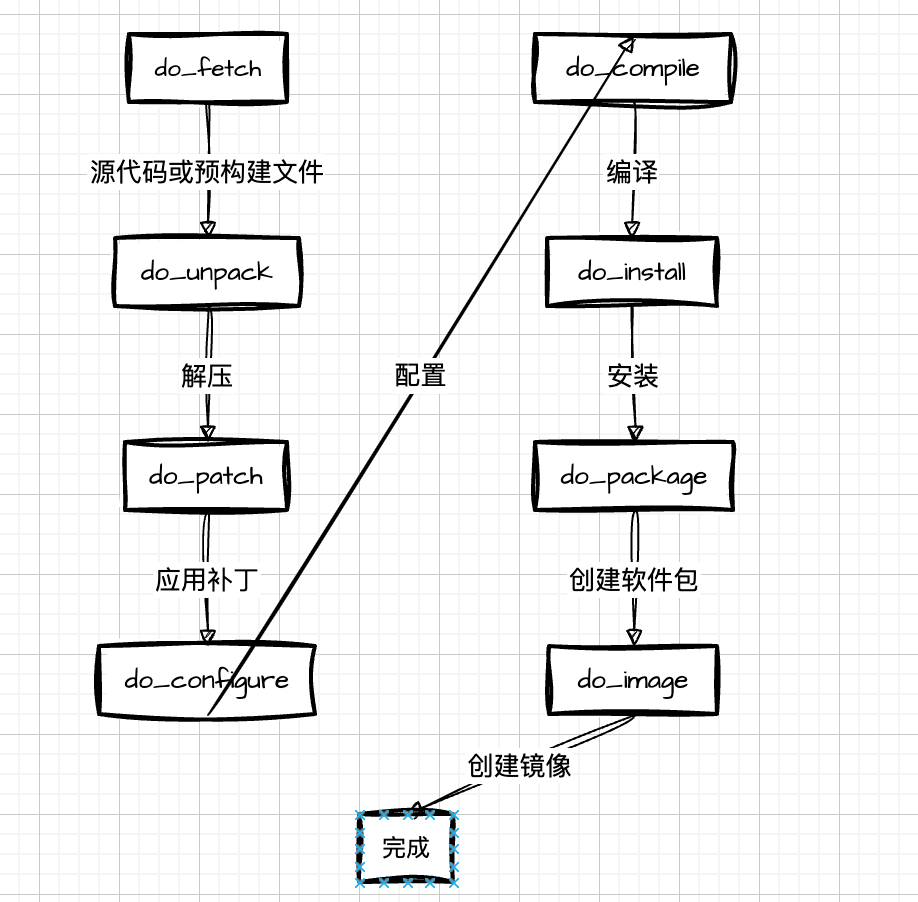 do_fetch
源代码或预构建文件
do_unpack
解压
do_patch
应用补丁
do_configure
配置
do_compile
编译
do_install
安装
do_package
创建软件包
do_image
创建镜像
完成